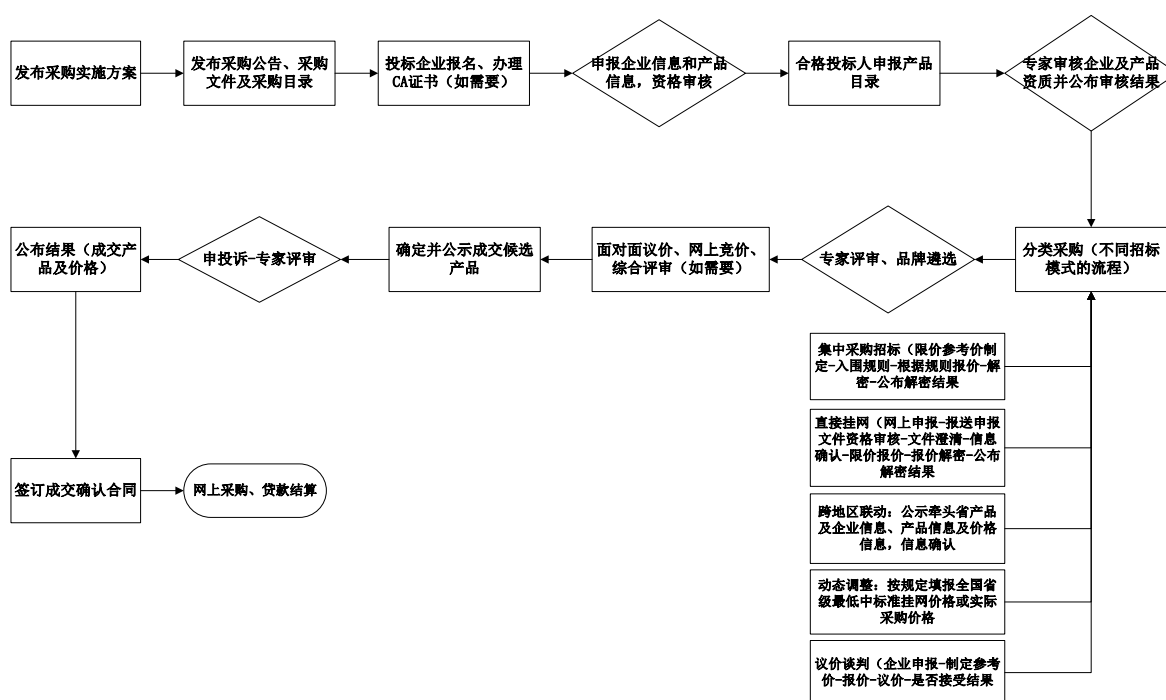 发布采购实施方案
发布采购公告、采购
文件及采购目录
投标企业报名、办理
CA证书（如需要）
申报企业信息和产品
信息，资格审核
合格投标人申报产品
目录
专家审核企业及产品
资质并公布审核结果
公布结果（成交产
品及价格）
申投诉-专家评审
确定并公示成交候选
产品
面对面议价、网上竞价、
综合评审（如需要）
专家评审、品牌遴选
分类采购（不同招标
模式的流程）
集中采购招标（限价参考价制
定-入围规则-根据规则报价-解
密-公布解密结果
直接挂网（网上申报-报送申报
文件资格审核-文件澄清-信息
确认-限价报价-报价解密-公布
解密结果
签订成交确认合同
网上采购、贷款结算
跨地区联动：公示牵头省产品
及企业信息、产品信息及价格
信息，信息确认
动态调整：按规定填报全国省
级最低中标准挂网价格或实际
采购价格
议价谈判（企业申报-制定参考
价-报价-议价-是否接受结果